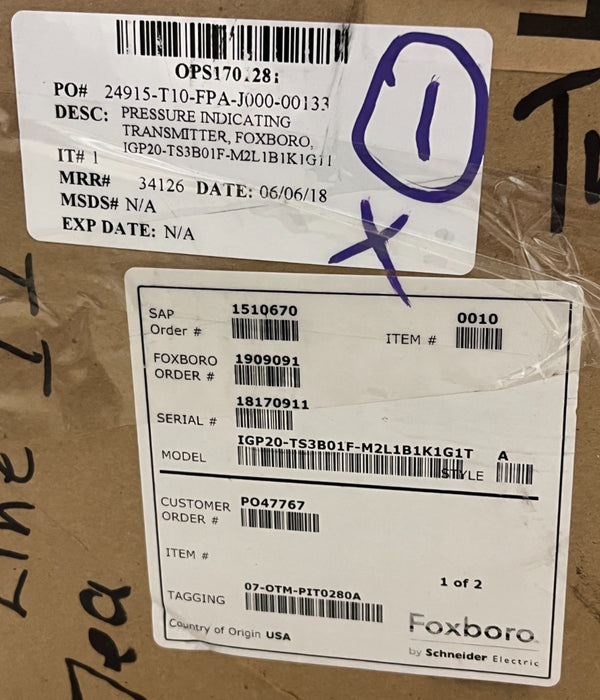 OPS170.28:
PO# 24915-T10-FPA-J000-00133
DESC: PRESSURE INDICATING
TRANSMITTER, FOXBORO,
IGP20-TS3B01F-M2L1B1K1G11
IT# 1
MRR# 34126 DATE: 06/06/18
MSDS# N/A
EXP DATE: N/A
1
X
SAP
Order # 1510670
ITEM # 0010
FOXBORO
ORDER # 1909091
SERIAL # 18170911
MODEL IGP20-TS3B01F-M2L1B1K1G1T
STYLE A
CUSTOMER
ORDER # PO47767
ITEM #
1 of 2
TAGGING 07-OTM-PIT0280A
Country of Origin USA
Foxboro
by Schneider Electric